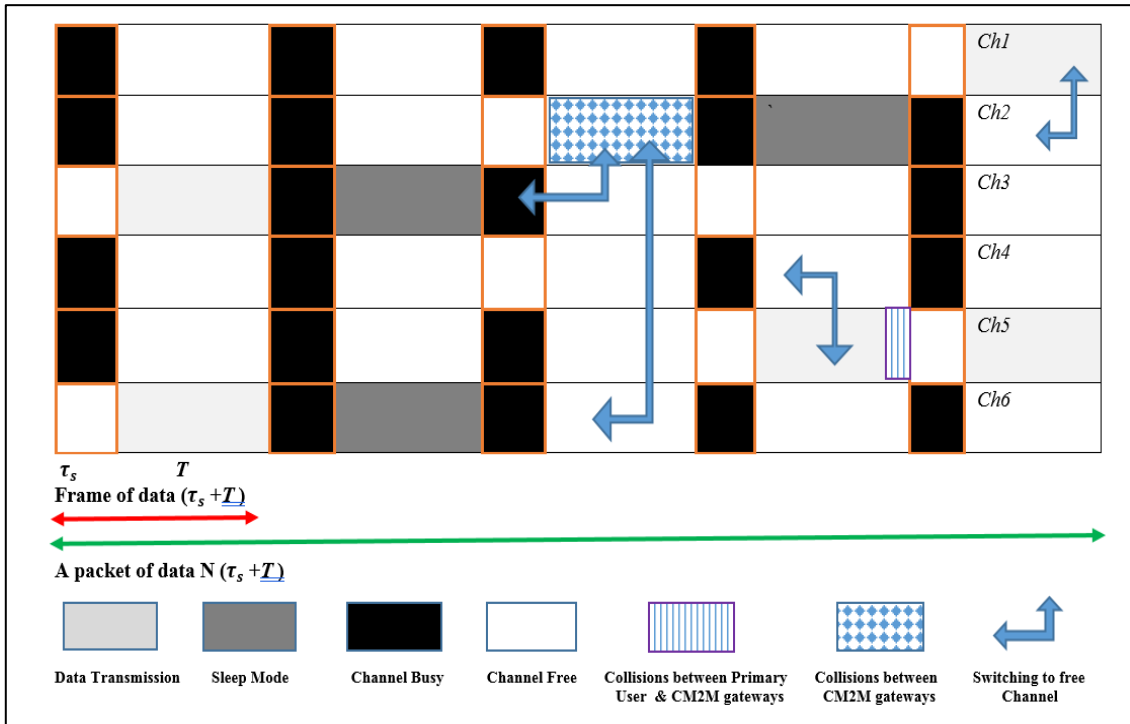 Ch1
`
Ch2
Ch3
Ch4
Ch5
Ch6
τs T
Frame of data (τs +T )
A packet of data N (τs +T )
Data Transmission
Sleep Mode
Channel Busy
Channel Free
Collisions between Primary
User & CM2M gateways
Collisions between
CM2M gateways
Switching to free
Channel